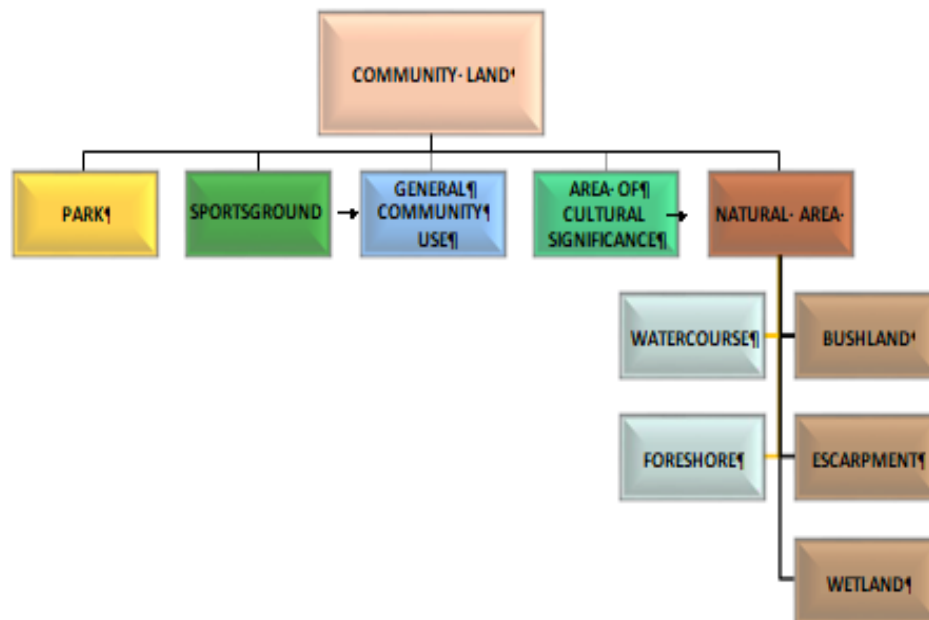 COMMUNITY· LAND¶
PARK¶
SPORTSGROUND
GENERAL¶
COMMUNITY¶
USE¶
AREA· OF¶
CULTURAL
SIGNIFICANCE¶
NATURAL· AREA·
WATERCOURSE¶
BUSHLAND¶
FORESHORE¶
ESCARPMENT¶
WETLAND¶